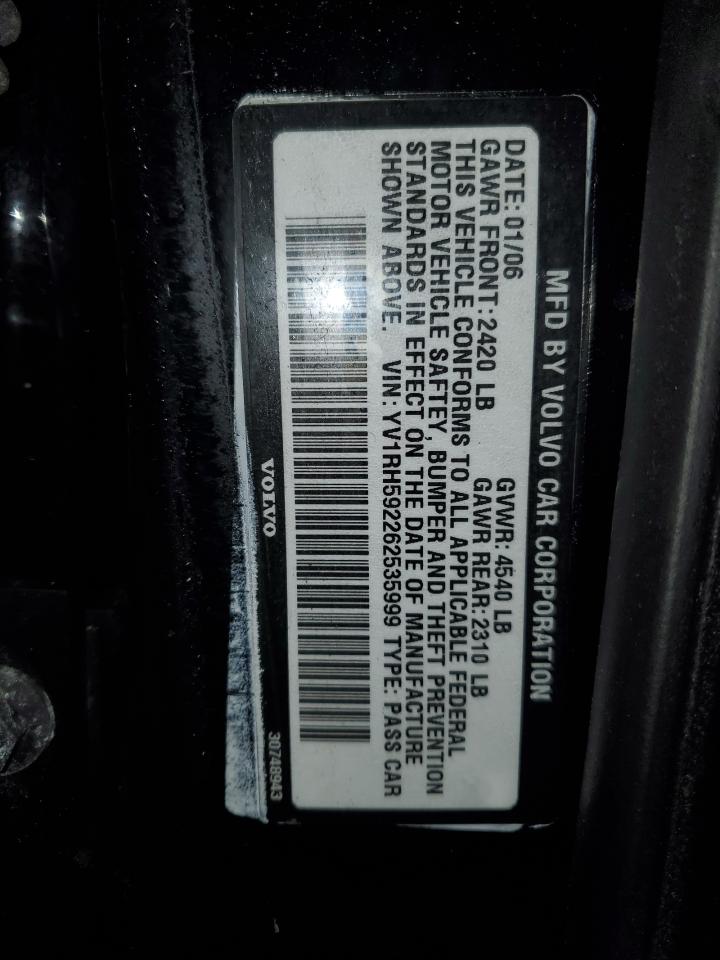 MFD BY VOLVO CAR CORPORATION
DATE: 01/06 GVWR: 4540 LB
GAWR FRONT: 2420 LB GAWR REAR: 2310 LB
THIS VEHICLE CONFORMS TO ALL APPLICABLE FEDERAL
MOTOR VEHICLE SAFTEY, BUMPER AND THEFT PREVENTION
STANDARDS IN EFFECT ON THE DATE OF MANUFACTURE
SHOWN ABOVE. VIN: YV1RH592262535999 TYPE: PASS CAR
VOLVO 30748943